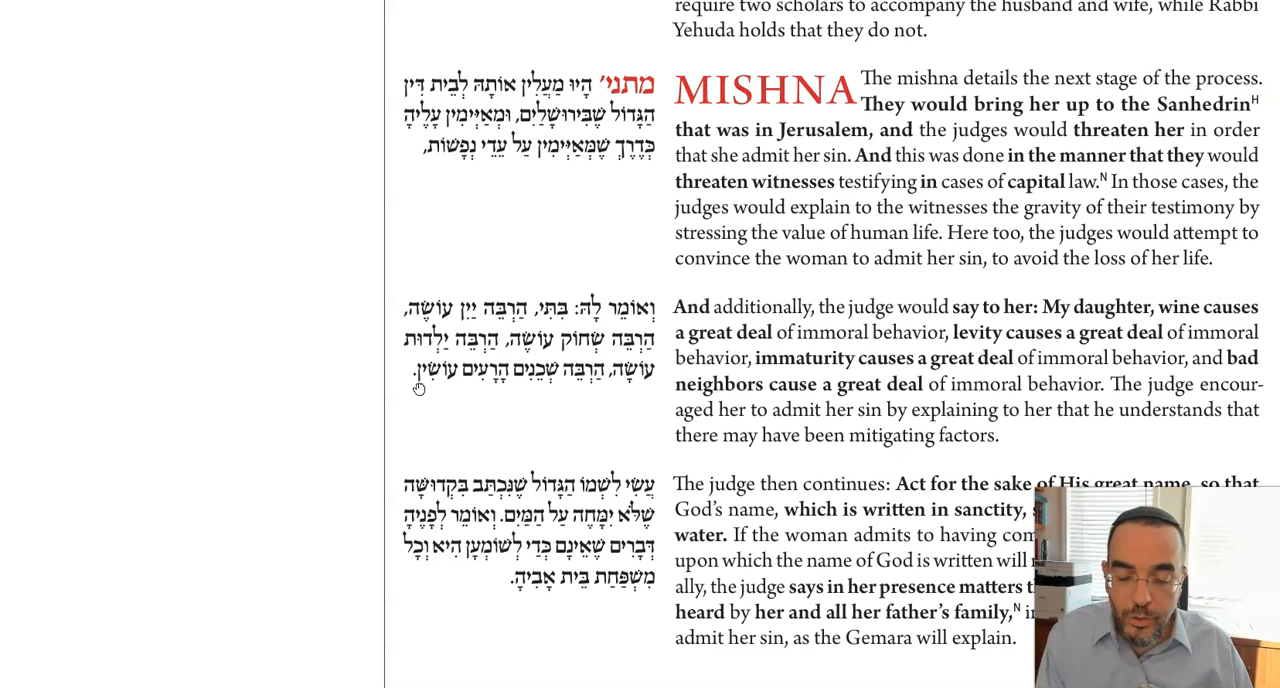 require two scholars to accompany the husband and wife, while Rabbi
Yehuda holds that they do not.
מתני׳ הָיוּ מַעֲלִין אוֹתָהּ לְבֵית דִּין
הַגָּדוֹל שֶׁבִּירוּשָׁלַיִם, וּמְאַיְּימִין עָלֶיהָ
כְּדֶרֶךְ שֶׁמְּאַיְּימִין עַל עֵדֵי נְפָשׁוֹת,
MISHNA The mishna details the next stage of the process.
They would bring her up to the Sanhedrinᴴ
that was in Jerusalem, and the judges would threaten her in order
that she admit her sin. And this was done in the manner that they would
threaten witnesses testifying in cases of capital law.ᴺ In those cases, the
judges would explain to the witnesses the gravity of their testimony by
stressing the value of human life. Here too, the judges would attempt to
convince the woman to admit her sin, to avoid the loss of her life.
וְאוֹמֵר לָהּ: בִּתִּי, הַרְבֵּה יַיִן עוֹשֶׂה,
הַרְבֵּה שְׂחוֹק עוֹשֶׂה, הַרְבֵּה יַלְדוּת
עוֹשָׂה, הַרְבֵּה שְׁכֵנִים הָרָעִים עוֹשִׂין.
And additionally, the judge would say to her: My daughter, wine causes
a great deal of immoral behavior, levity causes a great deal of immoral
behavior, immaturity causes a great deal of immoral behavior, and bad
neighbors cause a great deal of immoral behavior. The judge encour-
aged her to admit her sin by explaining to her that he understands that
there may have been mitigating factors.
עֲשִׂי לִשְׁמוֹ הַגָּדוֹל שֶׁנִּכְתַּב בִּקְדוּשָּׁה
שֶׁלֹּא יִמָּחֶה עַל הַמַּיִם. וְאוֹמֵר לְפָנֶיהָ
דְּבָרִים שֶׁאֵינָם כְּדַי לְשׁוֹמְעָן הִיא וְכׇל
מִשְׁפַּחַת בֵּית אָבִיהָ.
The judge then continues: Act for the sake of His great name, so that
God's name, which is written in sanctity,
water. If the woman admits to having
upon which the name of God is written will
ally, the judge says in her presence matters
heard by her and all her father's family,ᴺ
admit her sin, as the Gemara will explain.